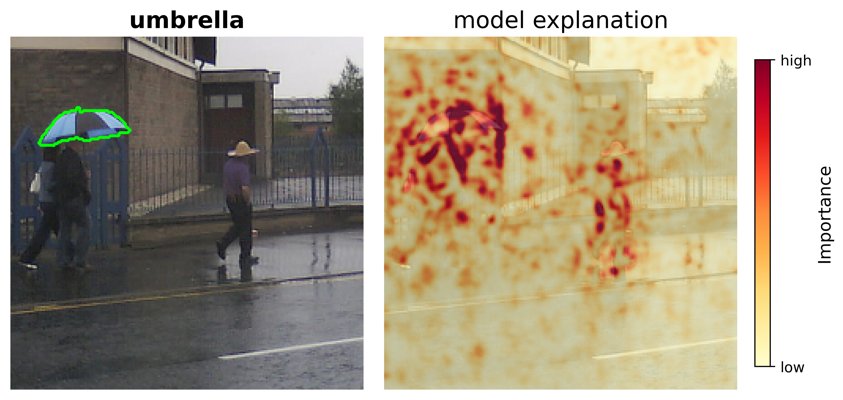 umbrella
model explanation
high
Importance
low